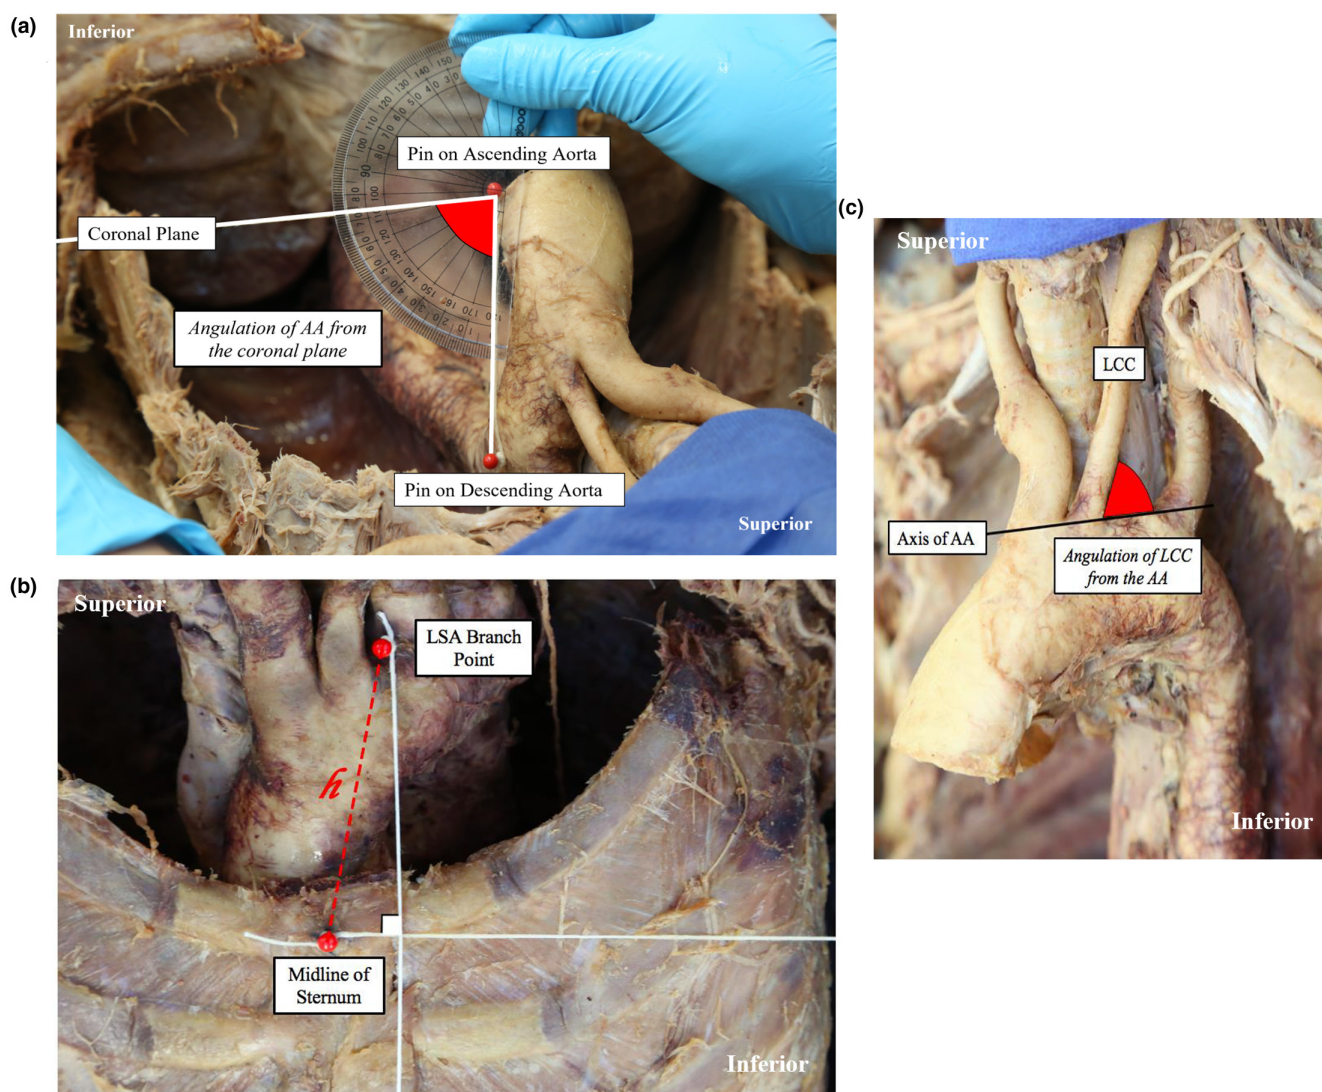 (a)
Inferior
Pin on Ascending Aorta
Coronal Plane
Angulation of AA from
the coronal plane
Pin on Descending Aorta
Superior
(b)
Superior
LSA Branch
Point
h
Midline of
Sternum
Inferior
(c)
Superior
LCC
Axis of AA
Angulation of LCC
from the AA
Inferior